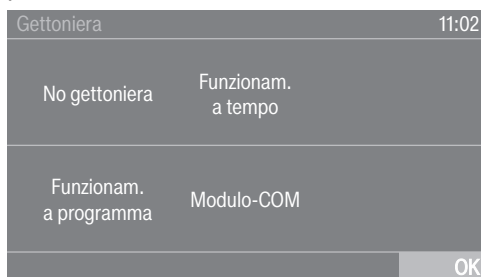 Gettoniera 11:02
No gettoniera
Funzionam.
a tempo
Funzionam.
a programma
Modulo-COM
OK